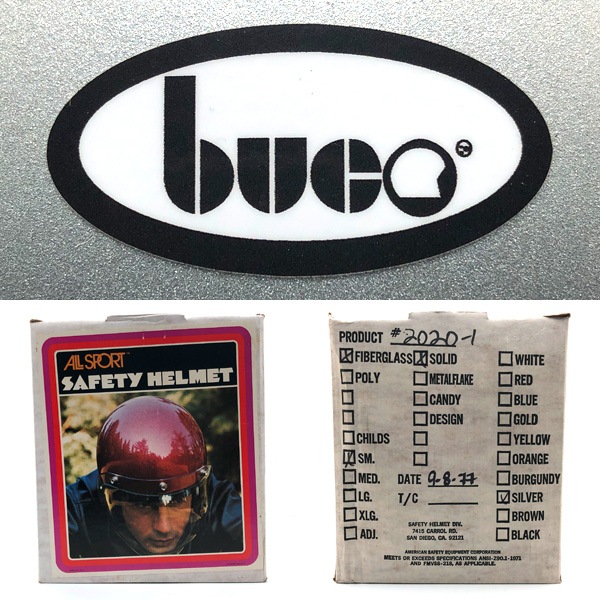 buco®
ALL SPORT™
SAFETY HELMET
PRODUCT #2020-1
FIBERGLASS SOLID WHITE
POLY METALFLAKE RED
CANDY BLUE
DESIGN GOLD
CHILDS YELLOW
SM. ORANGE
MED. DATE 9-8-77 BURGUNDY
LG. T/C SILVER
XLG. BROWN
ADJ. BLACK
SAFETY HELMET DIV.
7415 CARROL RD.
SAN DIEGO, CA. 92121
AMERICAN SAFETY EQUIPMENT CORPORATION
MEETS OR EXCEEDS SPECIFICATIONS ANSI-Z90.1-1971
AND FMVSS-218, AS APPLICABLE.